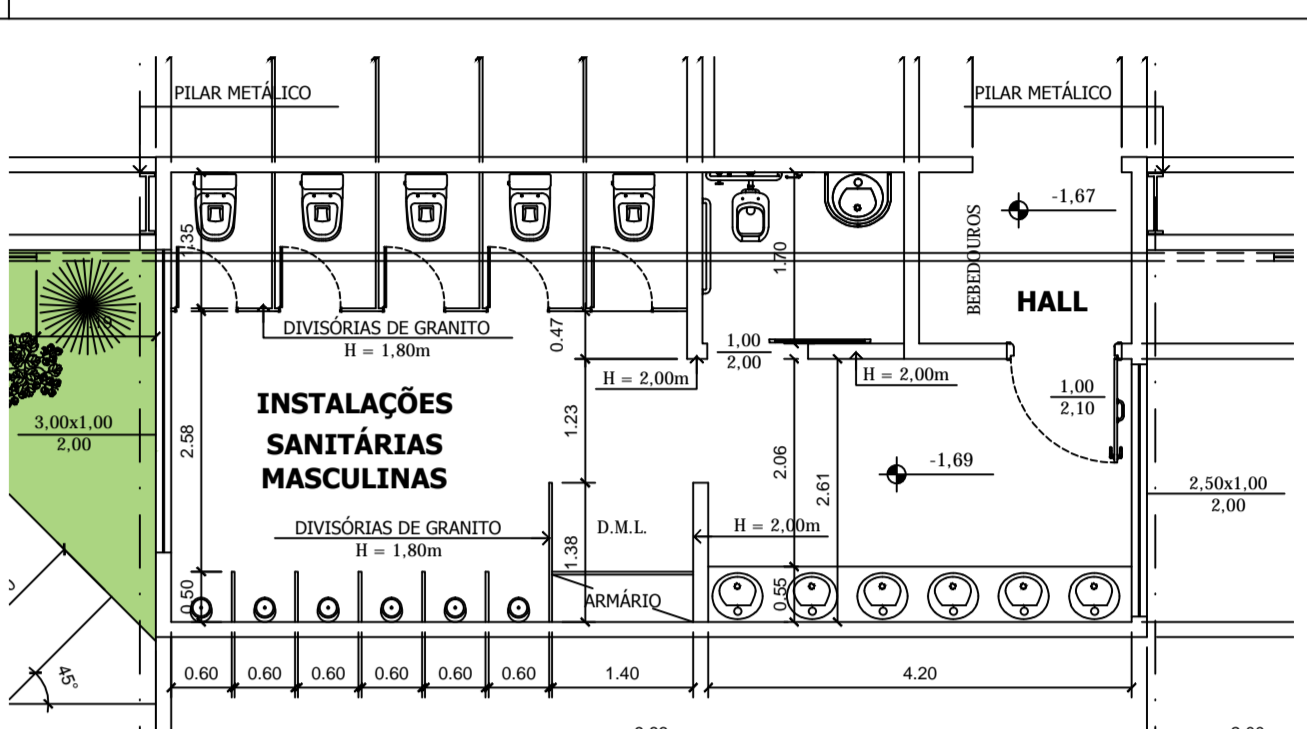 PILAR METÁLICO
PILAR METÁLICO
-1,67
BEBEDOUROS
HALL
1.35
1.70
DIVISÓRIAS DE GRANITO
H = 1,80m
0.47
H = 2,00m
1,00
2,00
H = 2,00m
1,00
2,10
INSTALAÇÕES
SANITÁRIAS
MASCULINAS
3,00x1,00
2,00
2.58
1.23
2.06
2.61
-1,69
2,50x1,00
2,00
DIVISÓRIAS DE GRANITO
H = 1,80m
D.M.L.
H = 2,00m
1.38
0.50
ARMÁRIO
0.55
45°
0.60
0.60
0.60
0.60
0.60
0.60
1.40
4.20